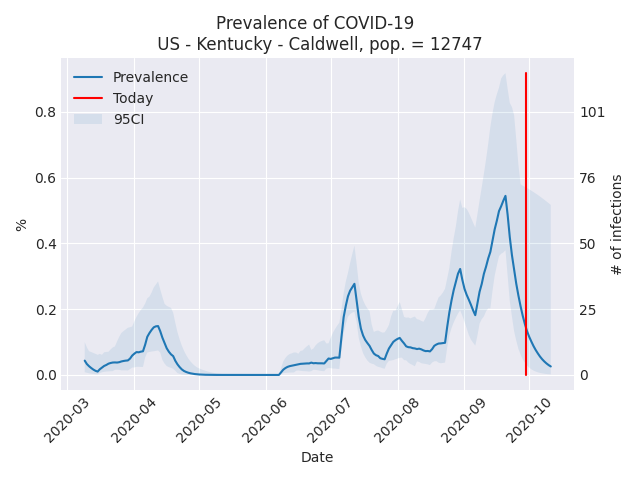 Prevalence of COVID-19
US - Kentucky - Caldwell, pop. = 12747
Prevalence
Today
95CI
0.8
0.6
0.4
0.2
0.0
%
101
76
50
25
0
# of infections
2020-03
2020-04
2020-05
2020-06
2020-07
2020-08
2020-09
2020-10
Date